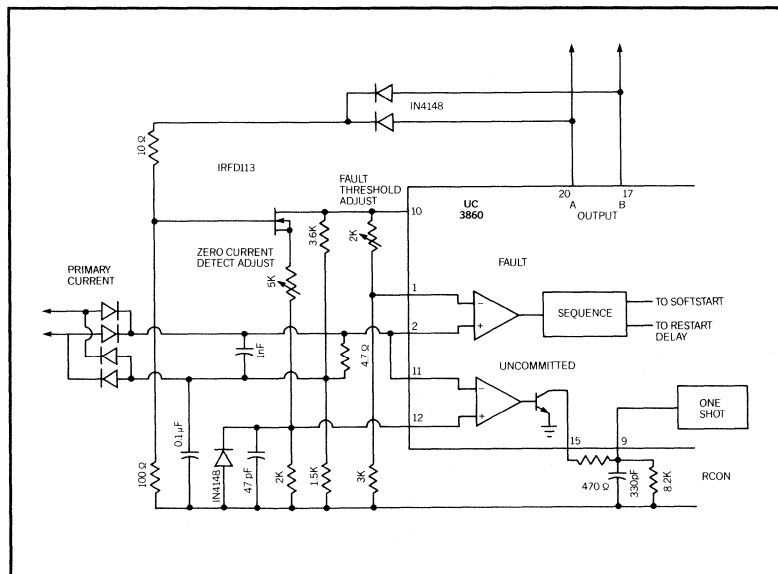 IN4148
10 Ω
IRFD113
FAULT
THRESHOLD
ADJUST
UC
3860
20
17
A
B
OUTPUT
10
3.6K
2K
ZERO CURRENT
DETECT ADJUST
5K
PRIMARY
CURRENT
FAULT
1
−
SEQUENCE
TO SOFTSTART
TO RESTART
DELAY
2
+
1nF
4.7 Ω
UNCOMMITTED
11
−
ONE
SHOT
12
+
0.1µF
15
9
100 Ω
IN4148
47 pF
2K
1.5K
3K
470 Ω
330pF
8.2K
RCON